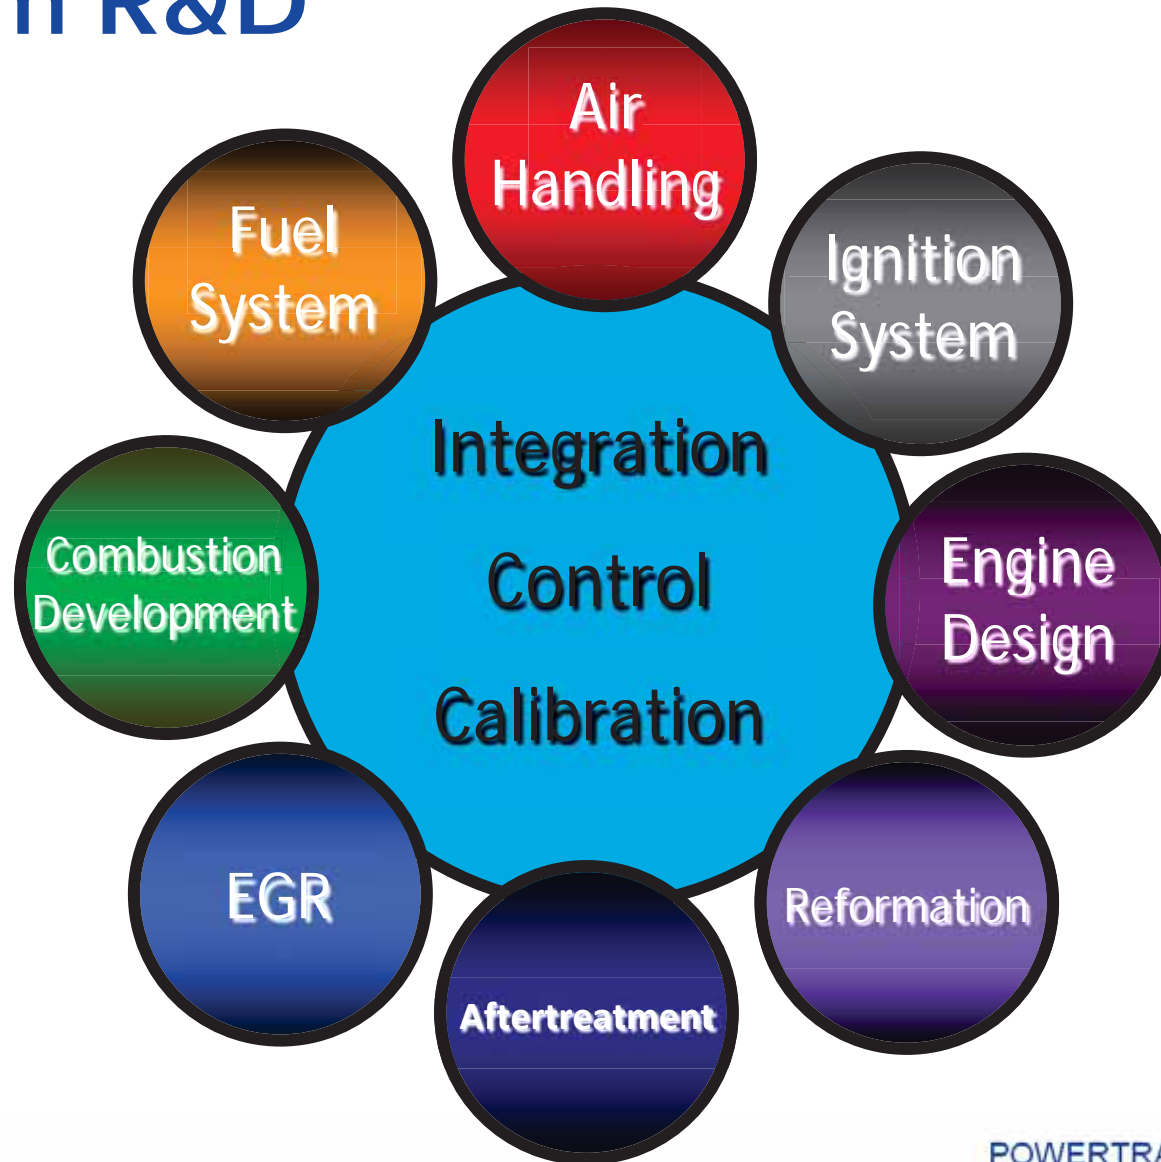 R&D
Air
Handling
Fuel
System
Ignition
System
Integration
Control
Calibration
Combustion
Development
Engine
Design
EGR
Reformation
Aftertreatment